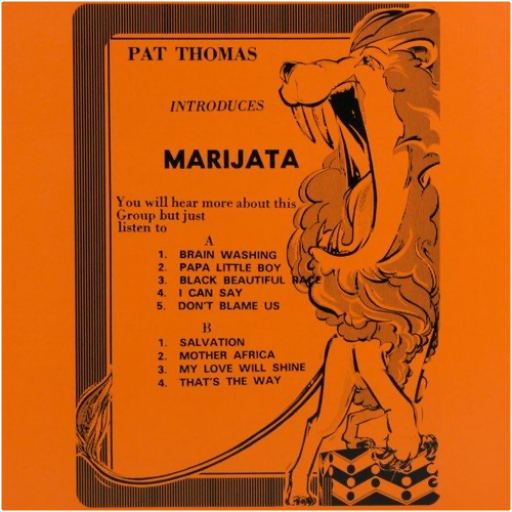 PAT THOMAS
INTRODUCES
MARIJATA
You will hear more about this
Group but just
listen to
A
1. BRAIN WASHING
2. PAPA LITTLE BOY
3. BLACK BEAUTIFUL RACE
4. I CAN SAY
5. DON'T BLAME US
B
1. SALVATION
2. MOTHER AFRICA
3. MY LOVE WILL SHINE
4. THAT'S THE WAY